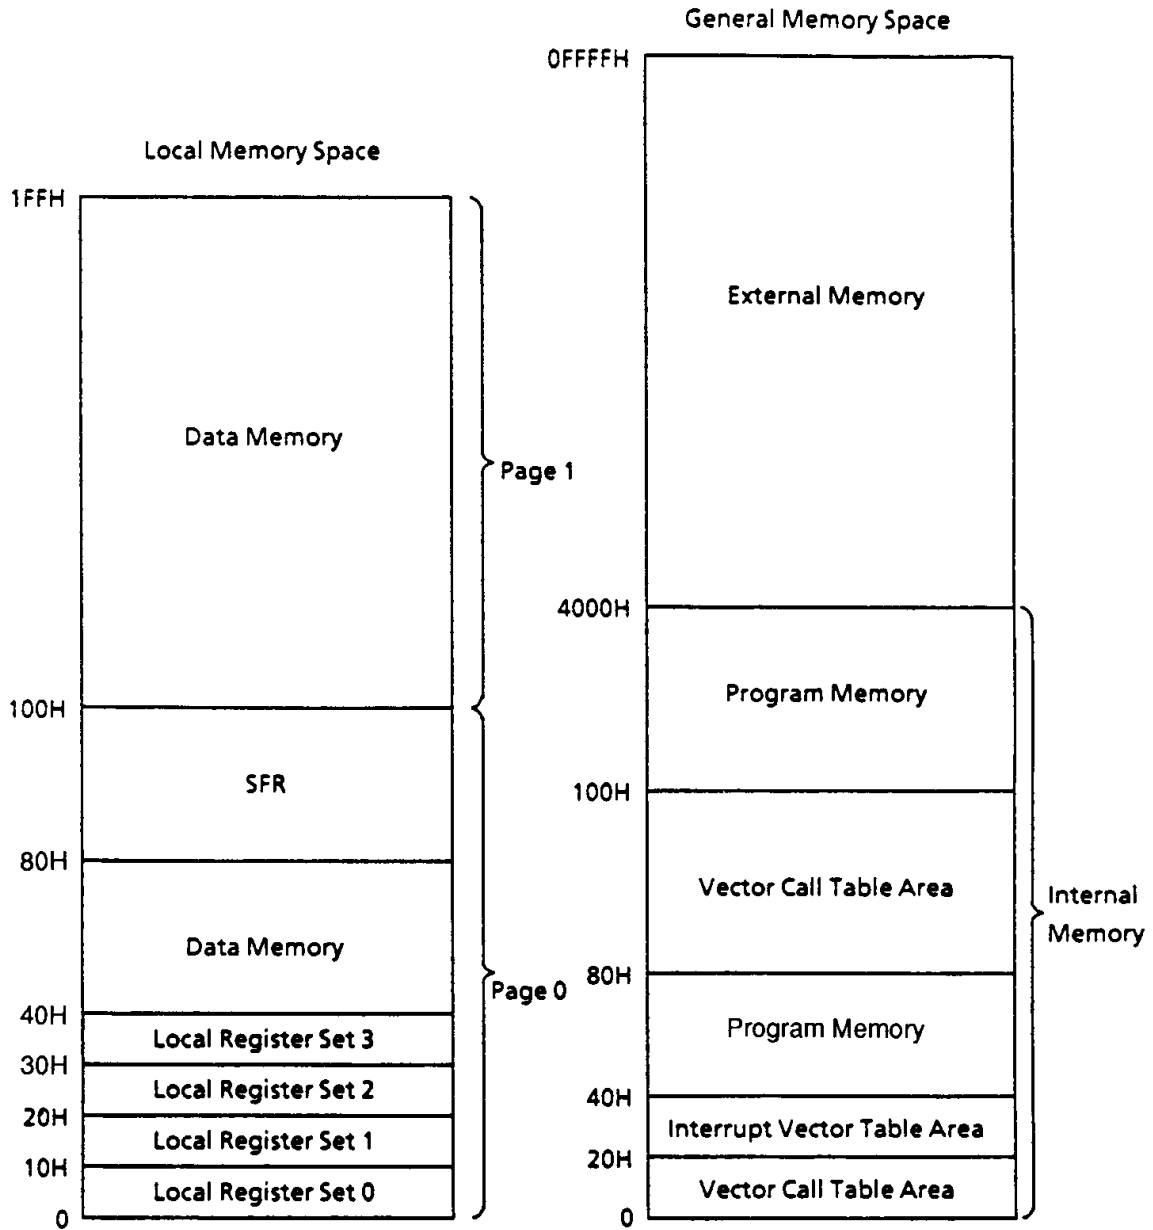 General Memory Space
0FFFFH
External Memory
4000H
Program Memory
100H
Vector Call Table Area
80H
Program Memory
40H
Interrupt Vector Table Area
20H
Vector Call Table Area
0
Internal
Memory
Local Memory Space
1FFH
Data Memory
Page 1
100H
SFR
80H
Data Memory
Page 0
40H
Local Register Set 3
30H
Local Register Set 2
20H
Local Register Set 1
10H
Local Register Set 0
0